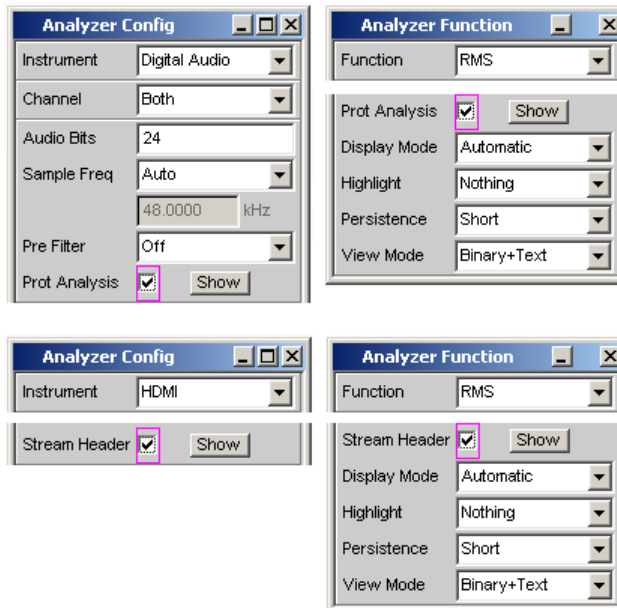 Analyzer Config
Instrument Digital Audio
Channel Both
Audio Bits 24
Sample Freq Auto
48.0000 kHz
Pre Filter Off
Prot Analysis Show
Analyzer Function
Function RMS
Prot Analysis Show
Display Mode Automatic
Highlight Nothing
Persistence Short
View Mode Binary+Text
Analyzer Config
Instrument HDMI
Stream Header Show
Analyzer Function
Function RMS
Stream Header Show
Display Mode Automatic
Highlight Nothing
Persistence Short
View Mode Binary+Text